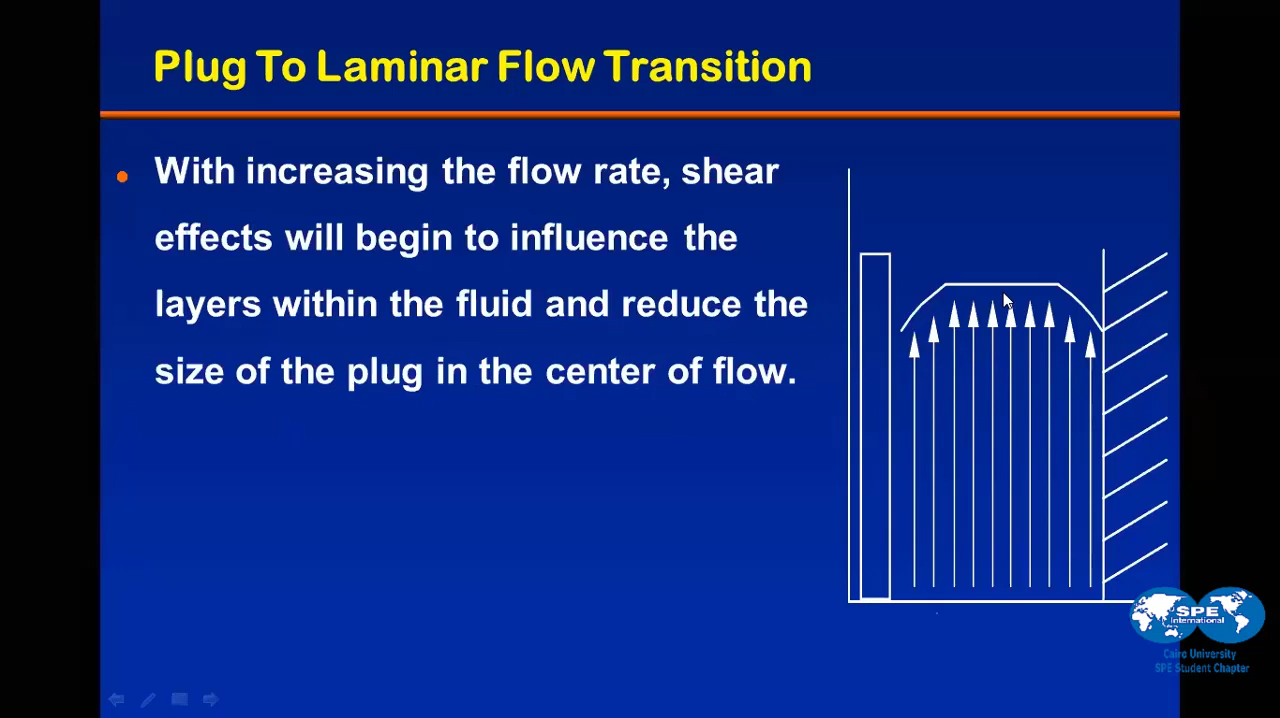 Plug To Laminar Flow Transition
With increasing the flow rate, shear
effects will begin to influence the
layers within the fluid and reduce the
size of the plug in the center of flow.
SPE
International
Cairo University
SPE Student Chapter